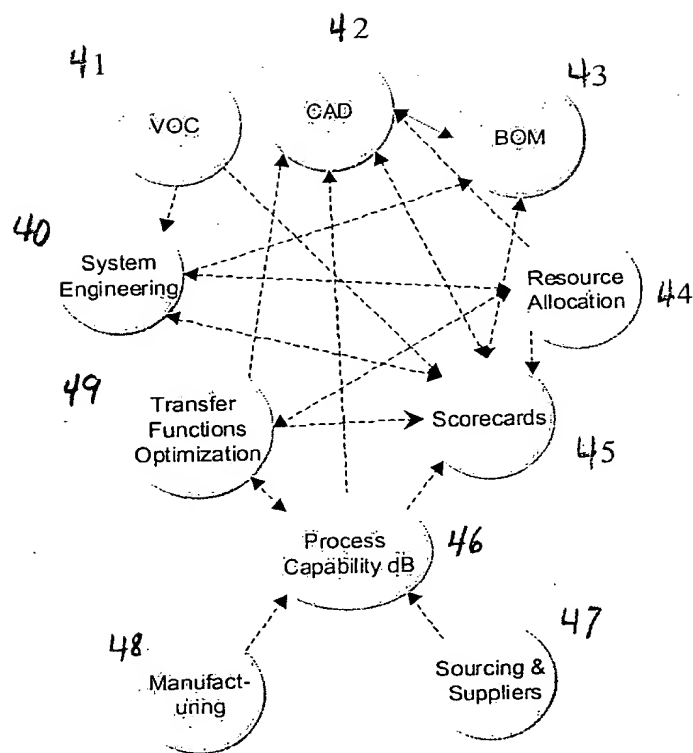 42
41
43
VOC
CAD
BOM
40
System
Engineering
Resource
Allocation
44
49
Transfer
Functions
Optimization
Scorecards
45
Process
Capability dB
46
48
47
Manufact-
uring
Sourcing &
Suppliers